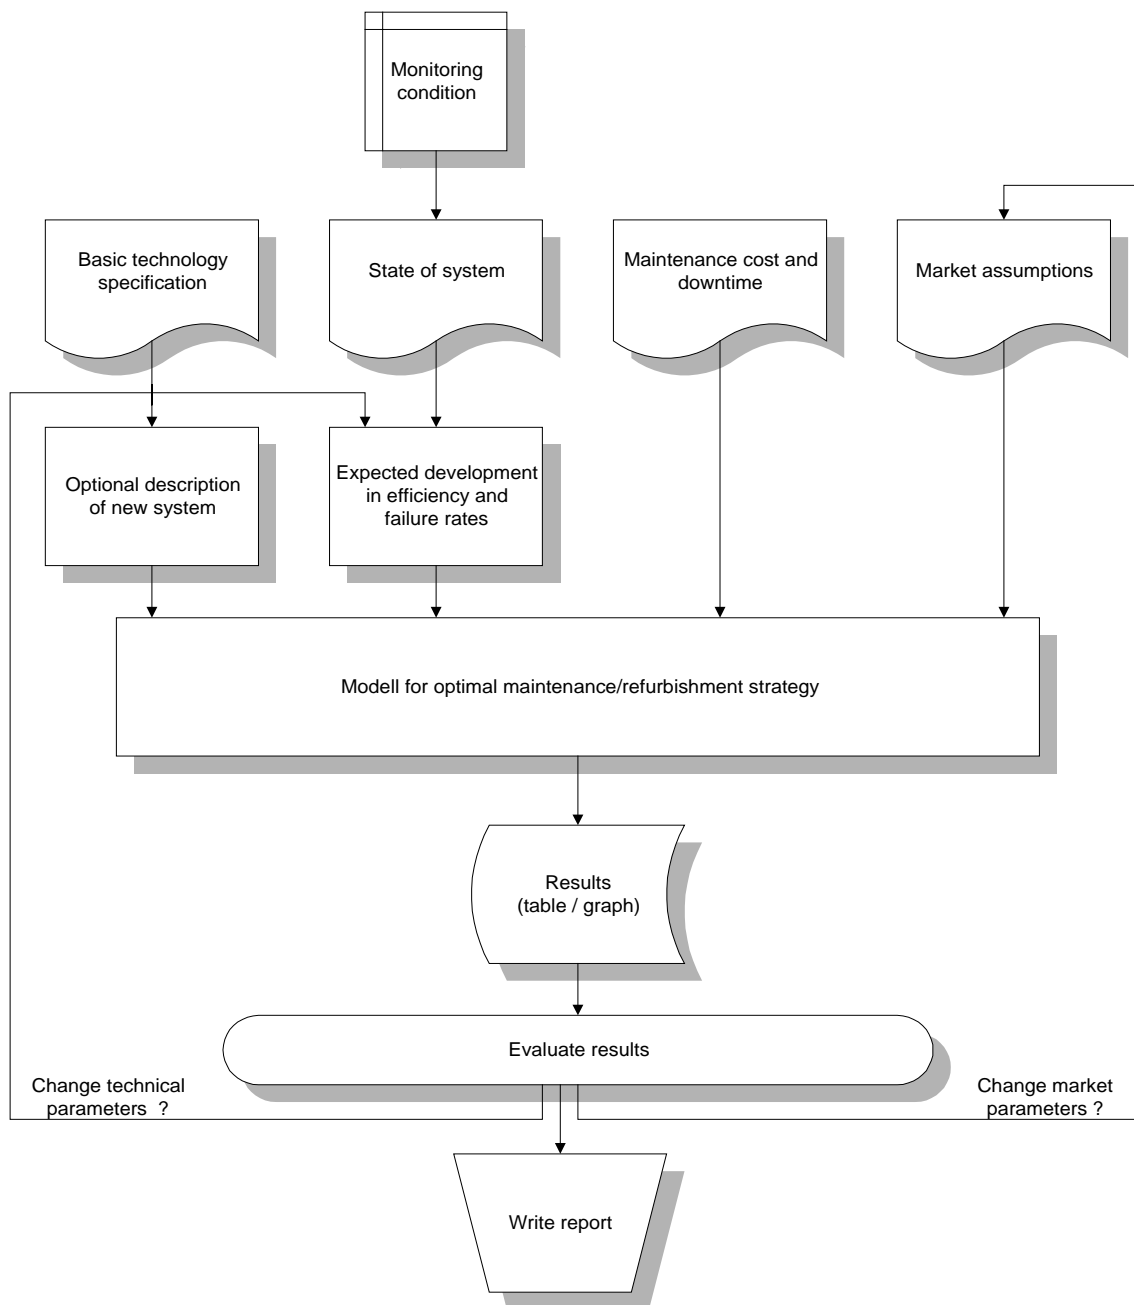 Monitoring
condition
Basic technology
specification
State of system
Maintenance cost and
downtime
Market assumptions
Optional description
of new system
Expected development
in efficiency and
failure rates
Modell for optimal maintenance/refurbishment strategy
Results
(table / graph)
Evaluate results
Change technical
parameters ?
Change market
parameters ?
Write report